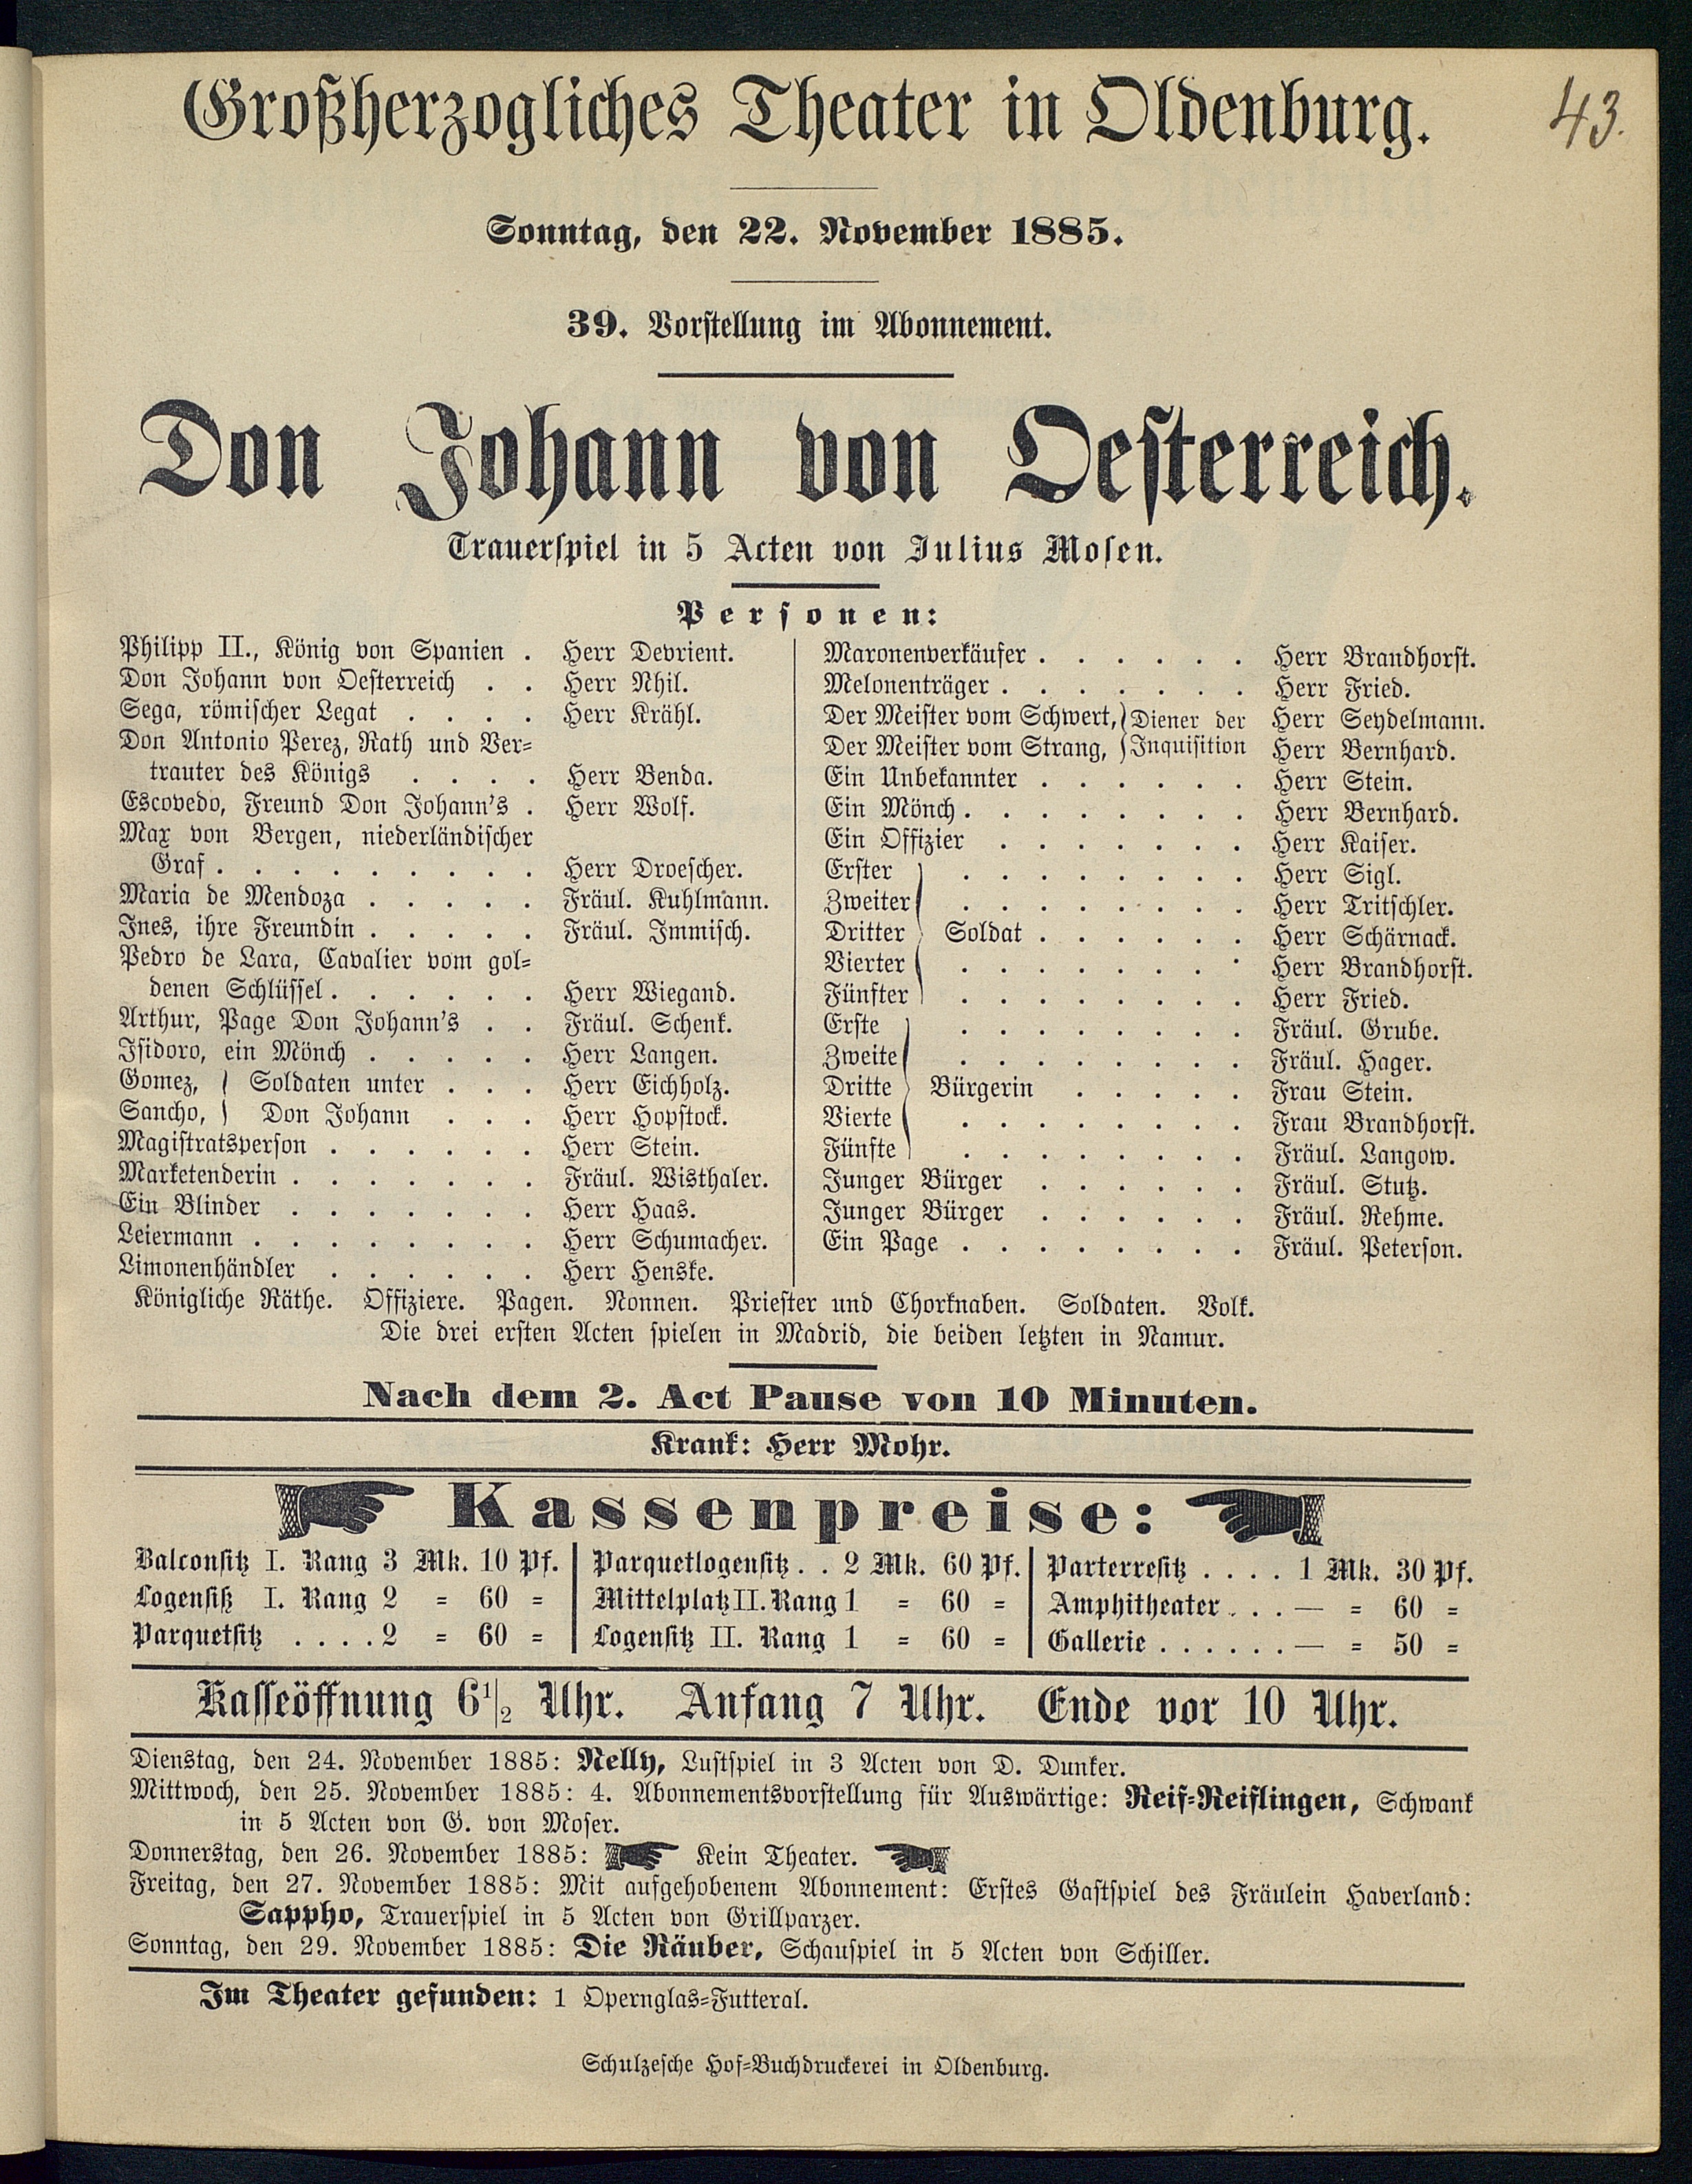 Großherzogliches Theater in Oldenburg.
43.
Sonntag, den 22. November 1885.
39. Vorstellung im Abonnement.
Don Johann von Oesterreich.
Trauerspiel in 5 Acten von Julius Mosen.
Personen:
Philipp II., König von Spanien . Herr Devrient.
Don Johann von Oesterreich . . Herr Nhil.
Sega, römischer Legat . . . . Herr Krähl.
Don Antonio Perez, Rath und Ver-
trauter des Königs . . . . Herr Benda.
Escovedo, Freund Don Johann's . Herr Wolf.
Max von Bergen, niederländischer
Graf . . . . . . . . . Herr Droescher.
Maria de Mendoza . . . . . Fräul. Kuhlmann.
Ines, ihre Freundin . . . . . Fräul. Immisch.
Pedro de Lara, Cavalier vom gol-
denen Schlüssel . . . . . . Herr Wiegand.
Arthur, Page Don Johann's . . Fräul. Schenk.
Isidoro, ein Mönch . . . . . Herr Langen.
Gomez, } Soldaten unter . . . Herr Eichholz.
Sancho, } Don Johann . . . Herr Hopstock.
Magistratsperson . . . . . . Herr Stein.
Marketenderin . . . . . . . Fräul. Wisthaler.
Ein Blinder . . . . . . . Herr Haas.
Leiermann . . . . . . . . Herr Schumacher.
Limonenhändler . . . . . . Herr Henske.
Maronenverkäufer . . . . . . Herr Brandhorst.
Melonenträger . . . . . . . Herr Fried.
Der Meister vom Schwert, } Diener der Herr Seydelmann.
Der Meister vom Strang, } Inquisition Herr Bernhard.
Ein Unbekannter . . . . . . Herr Stein.
Ein Mönch . . . . . . . . Herr Bernhard.
Ein Offizier . . . . . . . Herr Kaiser.
Erster . . . . . . . . Herr Sigl.
Zweiter . . . . . . . . Herr Tritschler.
Dritter } Soldat . . . . . . Herr Schärnack.
Vierter . . . . . . . . Herr Brandhorst.
Fünfter . . . . . . . . Herr Fried.
Erste . . . . . . . . Fräul. Grube.
Zweite . . . . . . . . Fräul. Hager.
Dritte } Bürgerin . . . . . Frau Stein.
Vierte . . . . . . . . Frau Brandhorst.
Fünfte . . . . . . . . Fräul. Langow.
Junger Bürger . . . . . . Fräul. Stutz.
Junger Bürger . . . . . . Fräul. Rehme.
Ein Page . . . . . . . . Fräul. Peterson.
Königliche Räthe. Offiziere. Pagen. Nonnen. Priester und Chorknaben. Soldaten. Volk.
Die drei ersten Acten spielen in Madrid, die beiden letzten in Namur.
Nach dem 2. Act Pause von 10 Minuten.
Krank: Herr Mohr.
Kassenpreise:
Balconsitz I. Rang 3 Mk. 10 Pf. | Parquetlogensitz . . 2 Mk. 60 Pf. | Parterresitz . . . . 1 Mk. 30 Pf.
Logensitz I. Rang 2 = 60 = | Mittelplatz II. Rang 1 = 60 = | Amphitheater . . . — = 60 =
Parquetsitz . . . . 2 = 60 = | Logensitz II. Rang 1 = 60 = | Gallerie . . . . . . — = 50 =
Kasseöffnung 6 1/2 Uhr. Anfang 7 Uhr. Ende vor 10 Uhr.
Dienstag, den 24. November 1885: Nelly, Lustspiel in 3 Acten von D. Dunker.
Mittwoch, den 25. November 1885: 4. Abonnementsvorstellung für Auswärtige: Reif-Reiflingen, Schwank
in 5 Acten von G. von Moser.
Donnerstag, den 26. November 1885: Kein Theater.
Freitag, den 27. November 1885: Mit aufgehobenem Abonnement: Erstes Gastspiel des Fräulein Haverland:
Sappho, Trauerspiel in 5 Acten von Grillparzer.
Sonntag, den 29. November 1885: Die Räuber, Schauspiel in 5 Acten von Schiller.
Im Theater gefunden: 1 Opernglas-Futteral.
Schulzesche Hof-Buchdruckerei in Oldenburg.